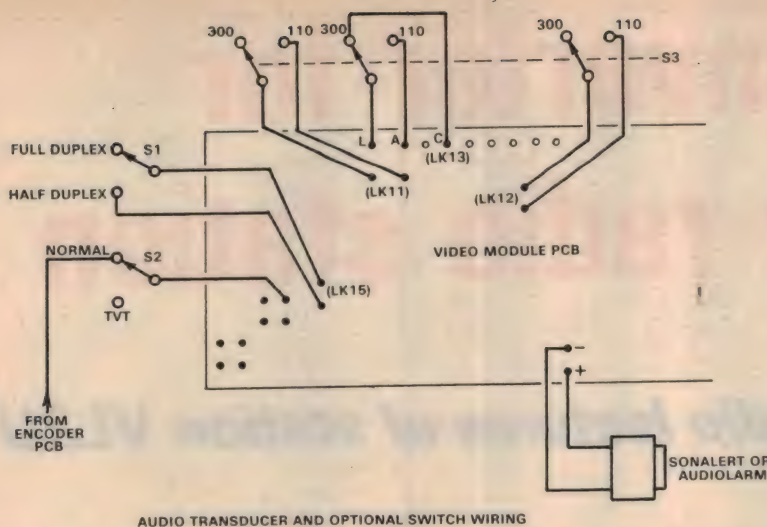 300 110 300 110 300 110
S3
L A C
(LK13)
(LK11)
(LK12)
FULL DUPLEX S1
HALF DUPLEX
NORMAL S2
TVT
VIDEO MODULE PCB
(LK15)
−
+
FROM
ENCODER
PCB
SONALERT OR
AUDIOLARM
AUDIO TRANSDUCER AND OPTIONAL SWITCH WIRING